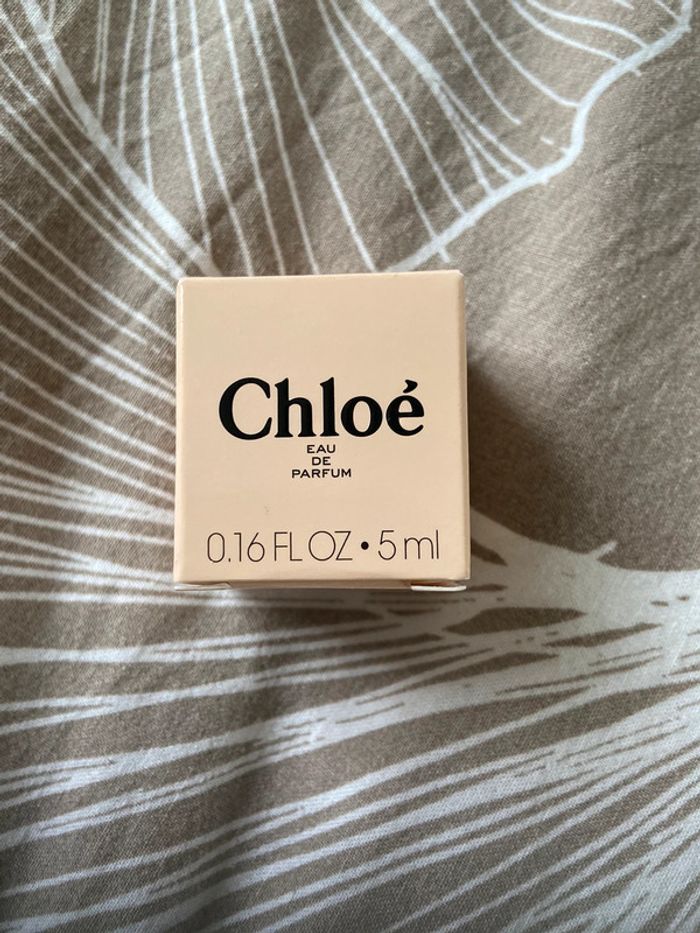 Chloé
EAU
DE
PARFUM
0.16 FL OZ • 5 ml